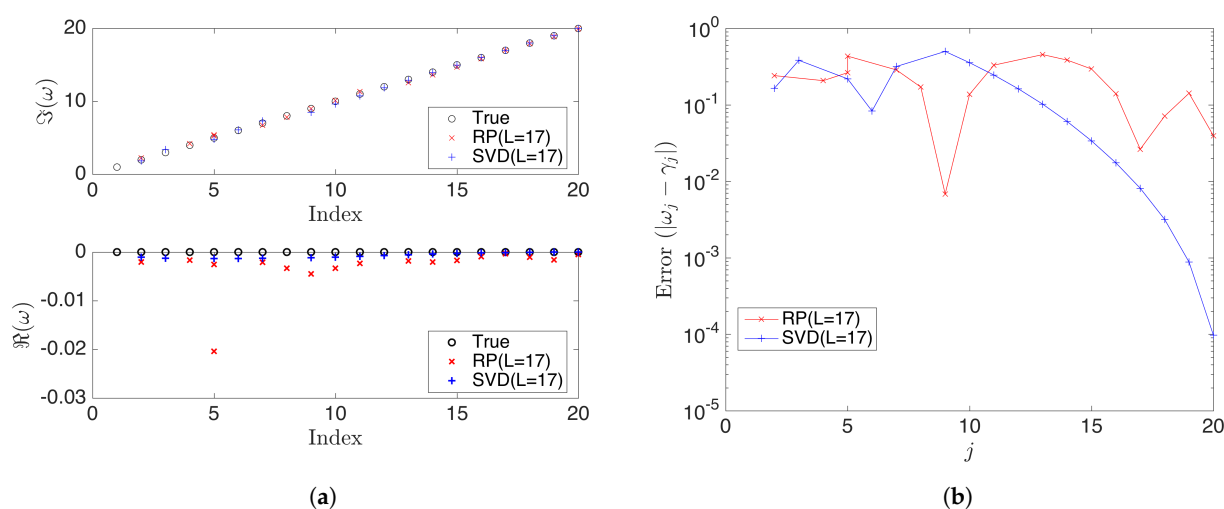 20
10
0
ℑ(ω)
True
RP(L=17)
SVD(L=17)
0 5 10 15 20
Index
0
-0.01
-0.02
-0.03
ℜ(ω)
True
RP(L=17)
SVD(L=17)
0 5 10 15 20
Index
(a)
10^0
10^-1
10^-2
10^-3
10^-4
10^-5
Error (|ω_j − γ_j|)
RP(L=17)
SVD(L=17)
0 5 10 15 20
j
(b)